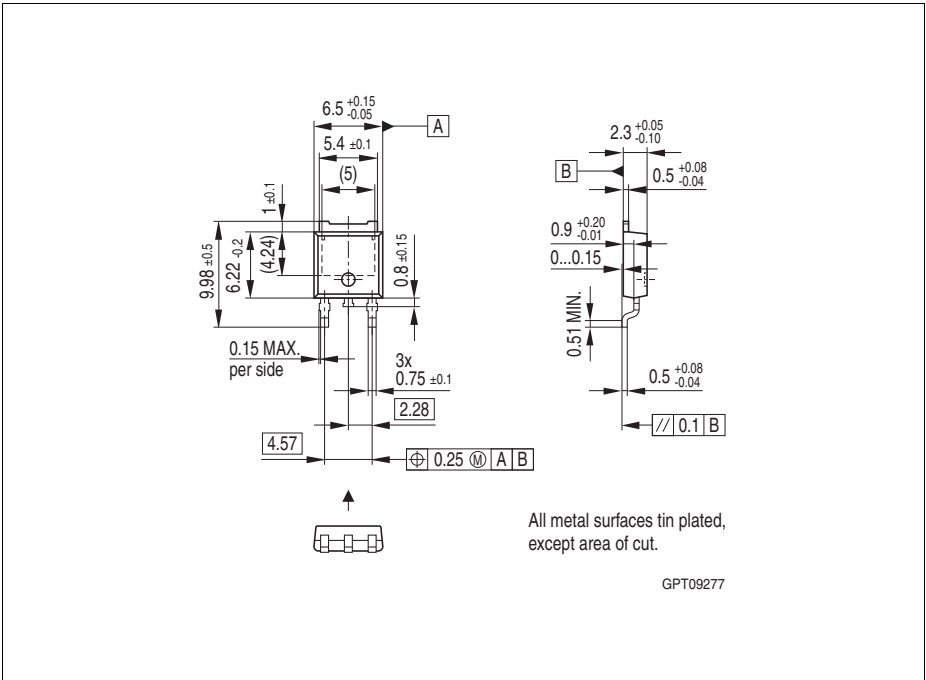 6.5 +0.15 -0.05
A
5.4 ±0.1
(5)
1 ±0.1
9.98 ±0.5
6.22 -0.2
(4.24)
0.8 ±0.15
0.15 MAX.
per side
3x
0.75 ±0.1
2.28
4.57
⌖ 0.25 Ⓜ A B
2.3 +0.05 -0.10
B
0.5 +0.08 -0.04
0.9 +0.20 -0.01
0...0.15
0.51 MIN.
0.5 +0.08 -0.04
// 0.1 B
All metal surfaces tin plated,
except area of cut.
GPT09277